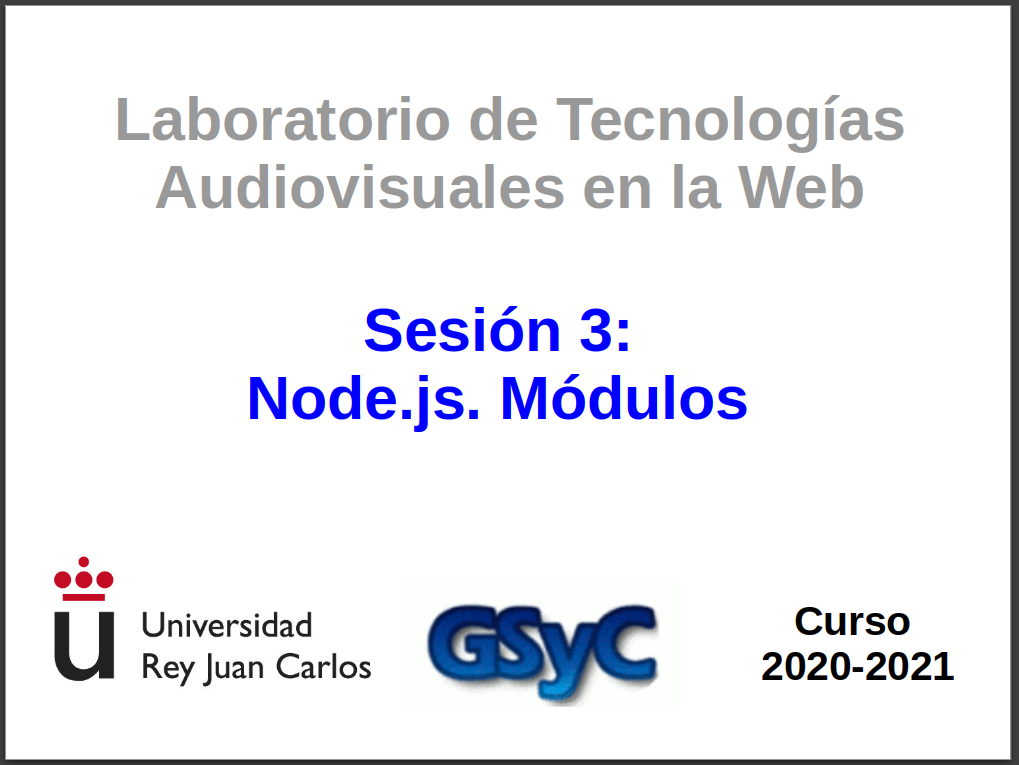 Laboratorio de Tecnologías
Audiovisuales en la Web
Sesión 3:
Node.js. Módulos
u
Universidad
Rey Juan Carlos
GSyC
Curso
2020-2021